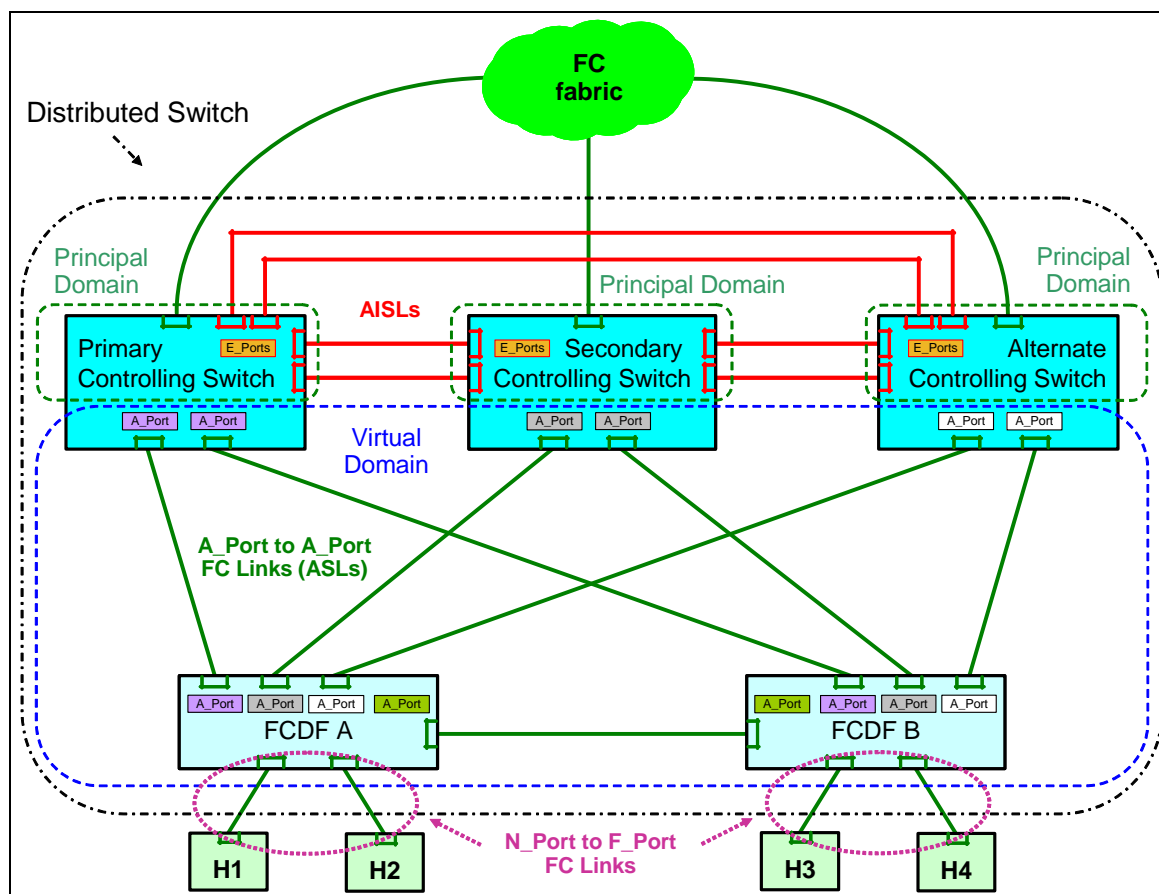 FC
fabric
Distributed Switch
Principal
Domain
Principal Domain
Principal
Domain
AISLs
E_Ports
Primary
Controlling Switch
E_Ports
Secondary
Controlling Switch
E_Ports
Alternate
Controlling Switch
A_Port
A_Port
A_Port
A_Port
A_Port
A_Port
Virtual
Domain
A_Port to A_Port
FC Links (ASLs)
A_Port
A_Port
A_Port
A_Port
FCDF A
A_Port
A_Port
A_Port
A_Port
FCDF B
H1
H2
N_Port to F_Port
FC Links
H3
H4